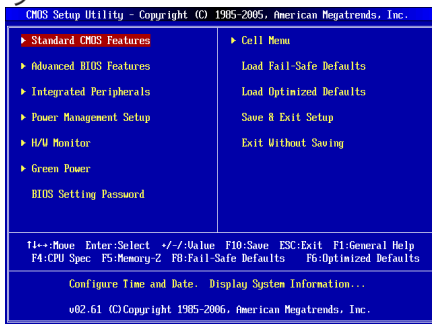 CMOS Setup Utility - Copyright (C) 1985-2005, American Megatrends, Inc.
Standard CMOS Features
Advanced BIOS Features
Integrated Peripherals
Power Management Setup
H/W Monitor
Green Power
BIOS Setting Password
Cell Menu
Load Fail-Safe Defaults
Load Optimized Defaults
Save & Exit Setup
Exit Without Saving
↑↓←→:Move Enter:Select +/-/:Value F10:Save ESC:Exit F1:General Help
F4:CPU Spec F5:Memory-Z F8:Fail-Safe Defaults F6:Optimized Defaults
Configure Time and Date. Display System Information...
v02.61 (C)Copyright 1985-2006, American Megatrends, Inc.